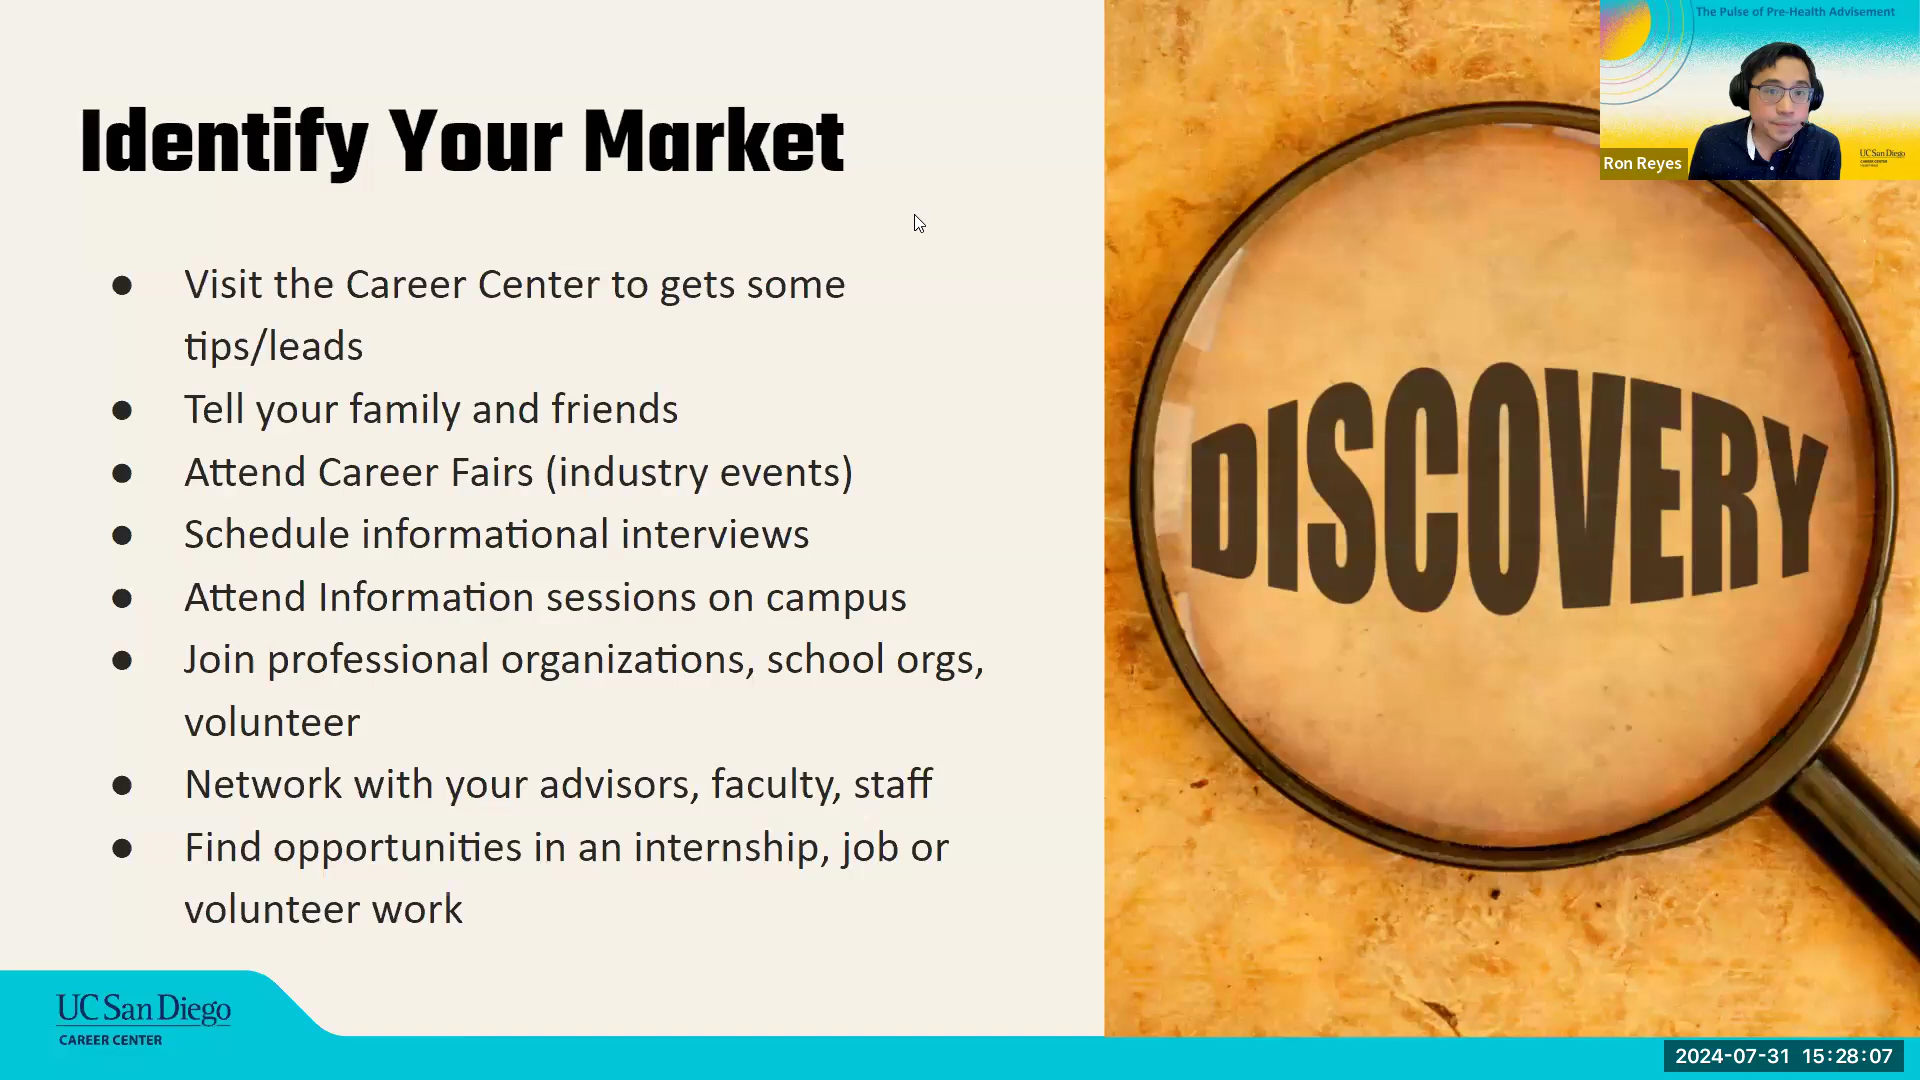 The Pulse of Pre-Health Advisement
UC San Diego
Ron Reyes
Identify Your Market
● Visit the Career Center to gets some
tips/leads
● Tell your family and friends
● Attend Career Fairs (industry events)
● Schedule informational interviews
● Attend Information sessions on campus
● Join professional organizations, school orgs,
volunteer
● Network with your advisors, faculty, staff
● Find opportunities in an internship, job or
volunteer work
DISCOVERY
UC San Diego
CAREER CENTER
2024-07-31 15:28:07